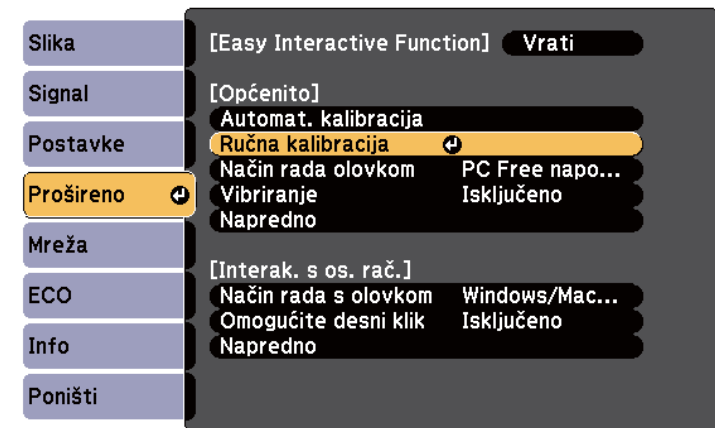 Slika
Signal
Postavke
Prošireno
Mreža
ECO
Info
Poništi
[Easy Interactive Function] Vrati
[Općenito]
Automat. kalibracija
Ručna kalibracija
Način rada olovkom PC Free napo...
Vibriranje Isključeno
Napredno
[Interak. s os. rač.]
Način rada s olovkom Windows/Mac...
Omogućite desni klik Isključeno
Napredno